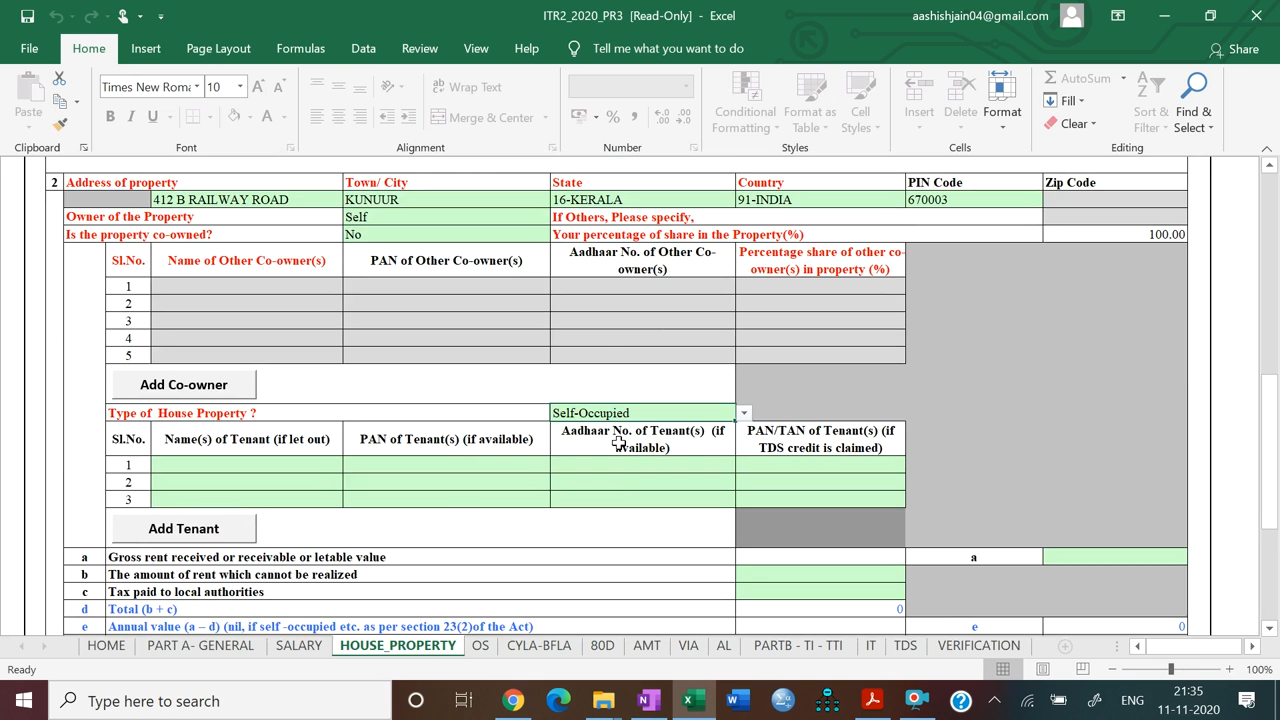 ITR2_2020_PR3 [Read-Only] - Excel
aashishjain04@gmail.com
File Home Insert Page Layout Formulas Data Review View Help Tell me what you want to do Share
Paste
Clipboard
Times New Roma 10 A A
B I U A
Font
Wrap Text
Merge & Center
Alignment
%
Number
Conditional Formatting
Format as Table
Cell Styles
Styles
Insert
Delete
Format
Cells
AutoSum
Fill
Clear
Sort & Filter
Find & Select
Editing
2 Address of property Town/ City State Country PIN Code Zip Code
412 B RAILWAY ROAD KUNUUR 16-KERALA 91-INDIA 670003
Owner of the Property Self If Others, Please specify,
Is the property co-owned? No Your percentage of share in the Property(%) 100.00
Sl.No. Name of Other Co-owner(s) PAN of Other Co-owner(s) Aadhaar No. of Other Co-owner(s) Percentage share of other co-owner(s) in property (%)
1
2
3
4
5
Add Co-owner
Type of House Property ? Self-Occupied
Sl.No. Name(s) of Tenant (if let out) PAN of Tenant(s) (if available) Aadhaar No. of Tenant(s) (if available) PAN/TAN of Tenant(s) (if TDS credit is claimed)
1
2
3
Add Tenant
a Gross rent received or receivable or letable value a
b The amount of rent which cannot be realized
c Tax paid to local authorities
d Total (b + c) 0
e Annual value (a – d) (nil, if self -occupied etc. as per section 23(2)of the Act) e 0
HOME PART A- GENERAL SALARY HOUSE_PROPERTY OS CYLA-BFLA 80D AMT VIA AL PARTB - TI - TTI IT TDS VERIFICATION
Ready 100%
Type here to search
ENG
21:35
11-11-2020